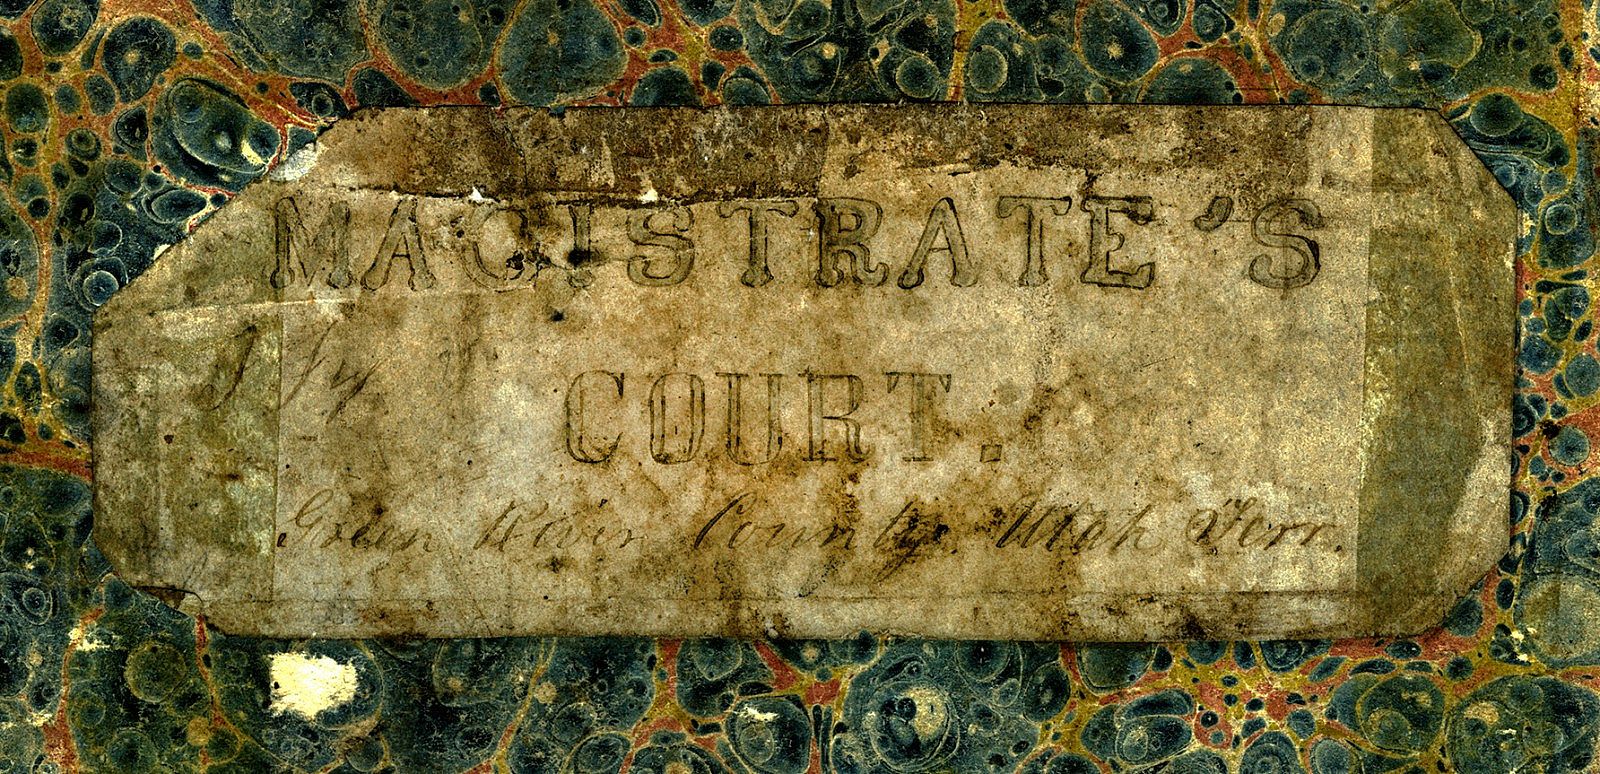 MAGISTRATE'S
COURT.
Green River County Utah Terr.